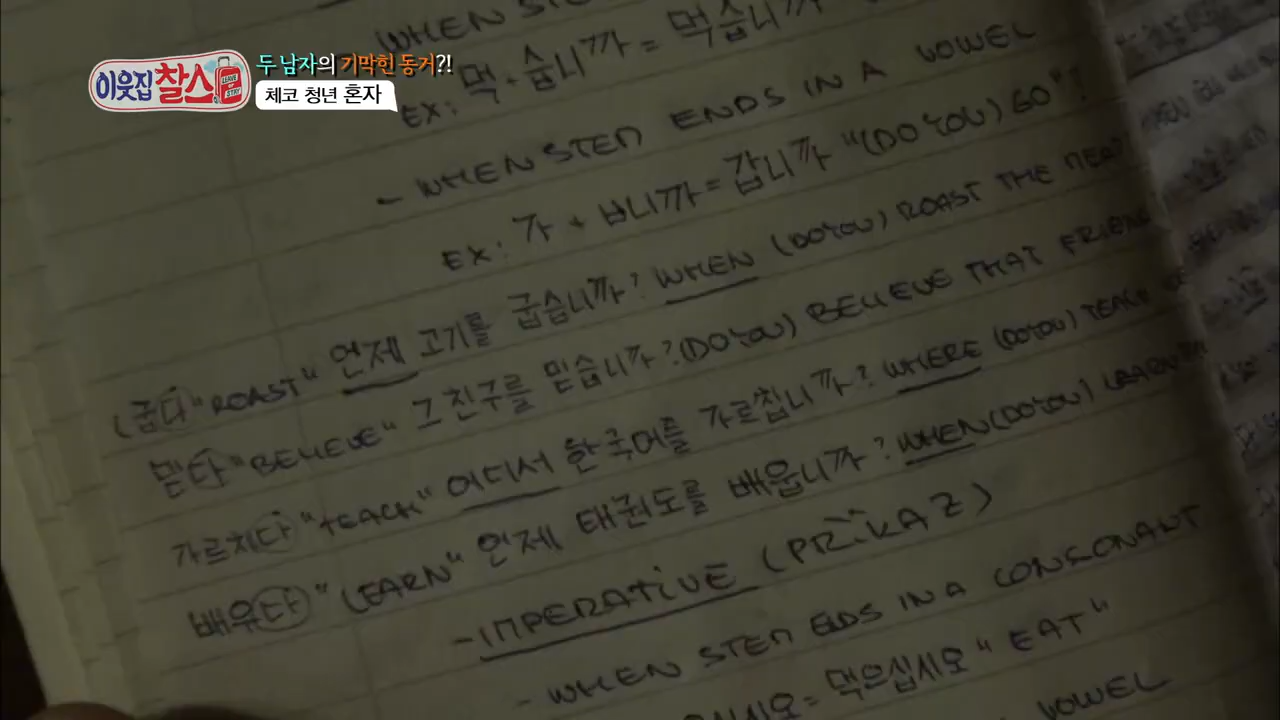 이웃집 찰스 LEAVE OR STAY
두 남자의 기막힌 동거?!
체코 청년 혼자
WHEN STE
EX: 먹+습니까 = 먹습니까
- WHEN STEM ENDS IN A VOWEL
EX: 가 + ㅂ니까 = 갑니까 "(DO YOU) GO"?
(굽다 "ROAST" 언제 고기를 굽습니까? WHEN (DO YOU) ROAST THE MEAT
믿다 "BELIEVE" 그 친구를 믿습니까? (DO YOU) BELIEVE THAT FRIEND
가르치다 "TEACH" 어디서 한국어를 가르칩니까? WHERE (DO YOU) TEACH
배우다 "LEARN" 언제 태권도를 배웁니까? WHEN (DO YOU) LEARN
- IMPERATIVE (PŘÍKAZ)
- WHEN STEM ENDS IN A CONSONANT
으십시오 = 먹으십시오 "EAT"
VOWEL